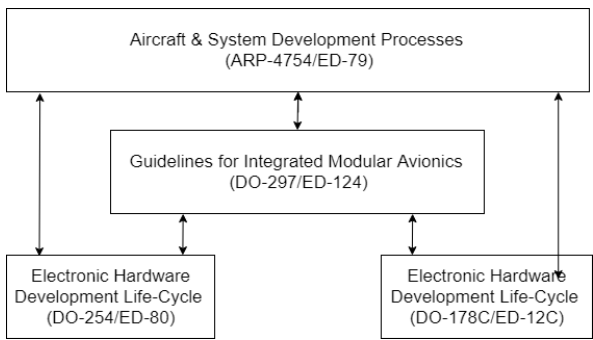 Aircraft & System Development Processes
(ARP-4754/ED-79)
Guidelines for Integrated Modular Avionics
(DO-297/ED-124)
Electronic Hardware
Development Life-Cycle
(DO-254/ED-80)
Electronic Hardware
Development Life-Cycle
(DO-178C/ED-12C)